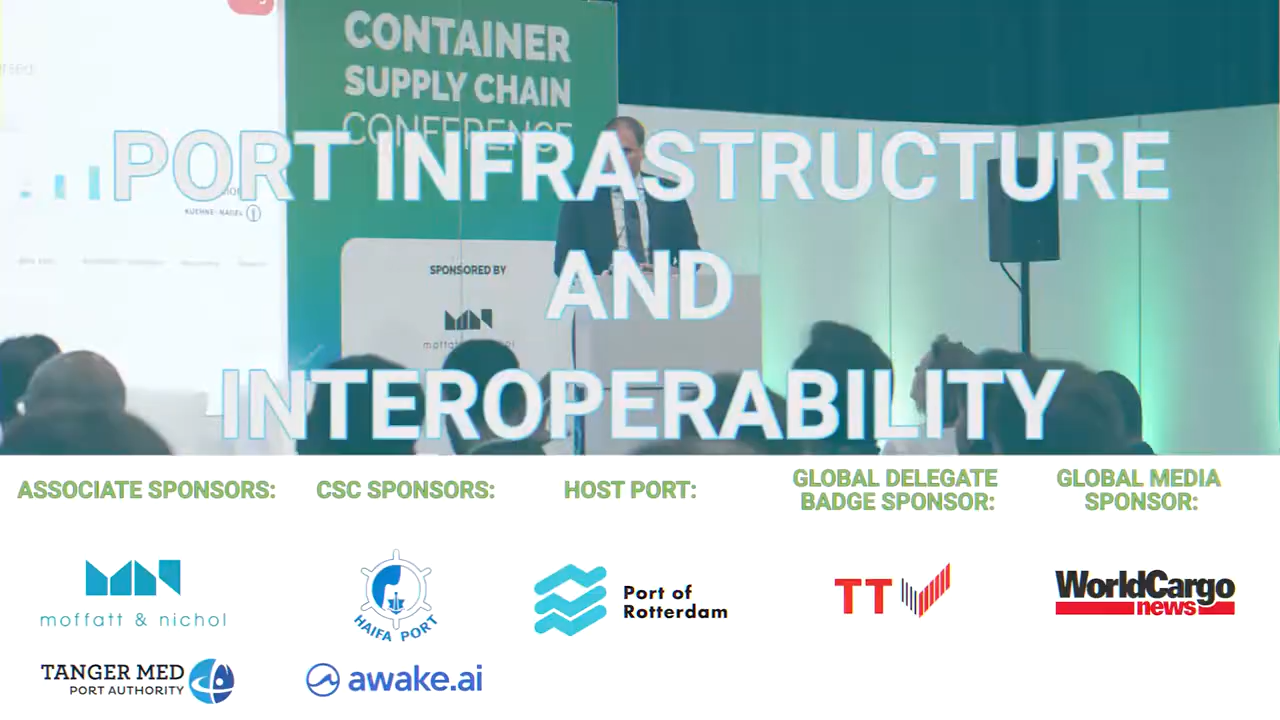 CONTAINER
SUPPLY CHAIN
CONFERENCE
PORT INFRASTRUCTURE
AND
INTEROPERABILITY
KUEHNE+NAGEL
SPONSORED BY
moffatt & nichol
ASSOCIATE SPONSORS:
moffatt & nichol
TANGER MED
PORT AUTHORITY
CSC SPONSORS:
HAIFA PORT
awake.ai
HOST PORT:
Port of
Rotterdam
GLOBAL DELEGATE
BADGE SPONSOR:
TT
GLOBAL MEDIA
SPONSOR:
WorldCargo
news